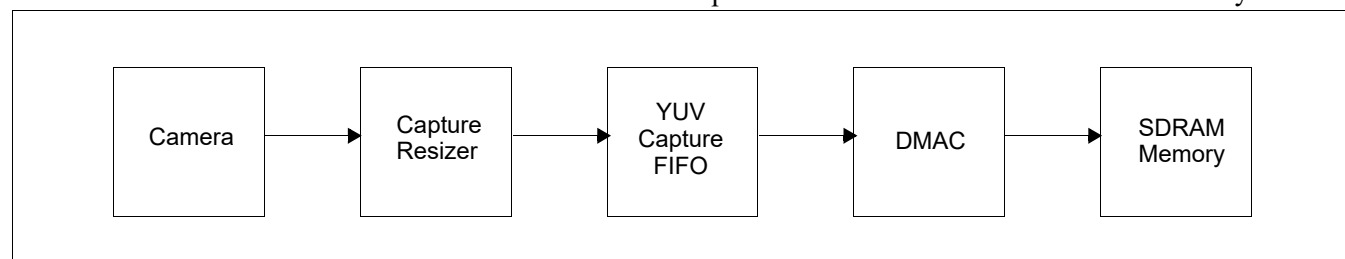 Camera
Capture
Resizer
YUV
Capture
FIFO
DMAC
SDRAM
Memory